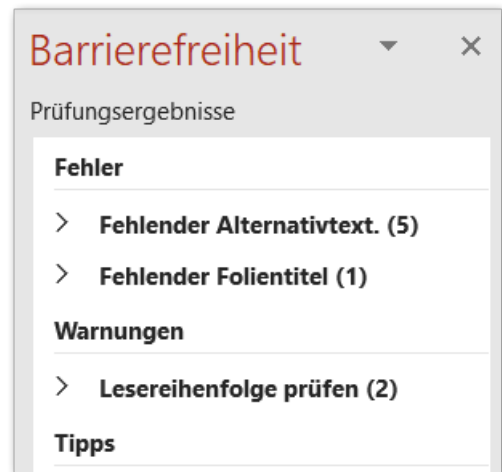 Barrierefreiheit
Prüfungsergebnisse
Fehler
Fehlender Alternativtext. (5)
Fehlender Folientitel (1)
Warnungen
Lesereihenfolge prüfen (2)
Tipps